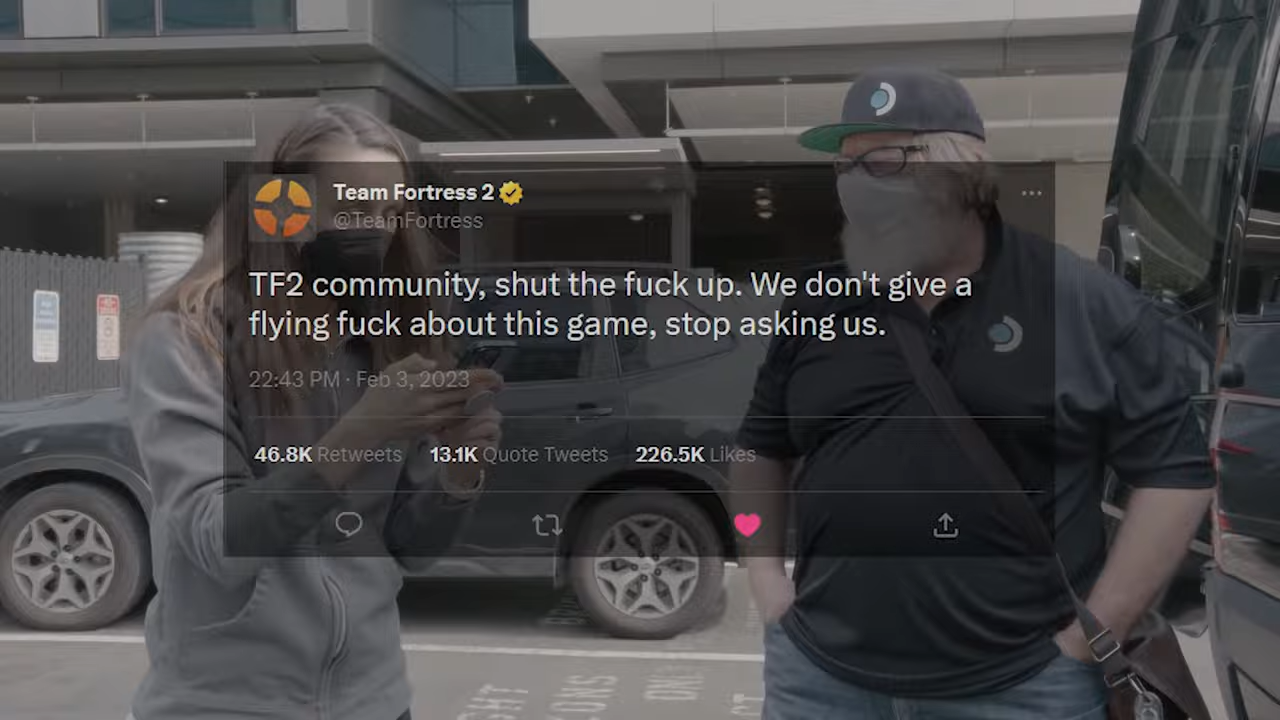 Team Fortress 2
@TeamFortress
TF2 community, shut the fuck up. We don't give a
flying fuck about this game, stop asking us.
22:43 PM · Feb 3, 2023
46.8K Retweets 13.1K Quote Tweets 226.5K Likes